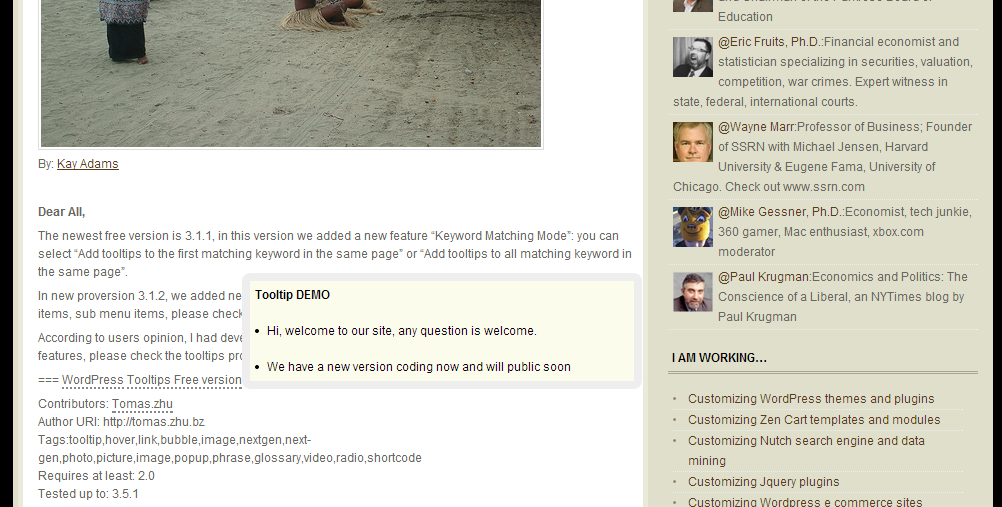 By: Kay Adams
Dear All,
The newest free version is 3.1.1, in this version we added a new feature “Keyword Matching Mode”: you can
select “Add tooltips to the first matching keyword in the same page” or “Add tooltips to all matching keyword in
the same page”.
In new proversion 3.1.2, we added ne
items, sub menu items, please check
According to users opinion, I had deve
features, please check the tooltips pro
=== WordPress Tooltips Free version
Tooltip DEMO
• Hi, welcome to our site, any question is welcome.
• We have a new version coding now and will public soon
Contributors: Tomas.zhu
Author URI: http://tomas.zhu.bz
Tags:tooltip,hover,link,bubble,image,nextgen,next-
gen,photo,picture,image,popup,phrase,glossary,video,radio,shortcode
Requires at least: 2.0
Tested up to: 3.5.1
Education
@Eric Fruits, Ph.D.:Financial economist and
statistician specializing in securities, valuation,
competition, war crimes. Expert witness in
state, federal, international courts.
@Wayne Marr:Professor of Business; Founder
of SSRN with Michael Jensen, Harvard
University & Eugene Fama, University of
Chicago. Check out www.ssrn.com
@Mike Gessner, Ph.D.:Economist, tech junkie,
360 gamer, Mac enthusiast, xbox.com
moderator
@Paul Krugman:Economics and Politics: The
Conscience of a Liberal, an NYTimes blog by
Paul Krugman
I AM WORKING...
• Customizing WordPress themes and plugins
• Customizing Zen Cart templates and modules
• Customizing Nutch search engine and data
mining
• Customizing Jquery plugins
• Customizing Wordpress e commerce sites